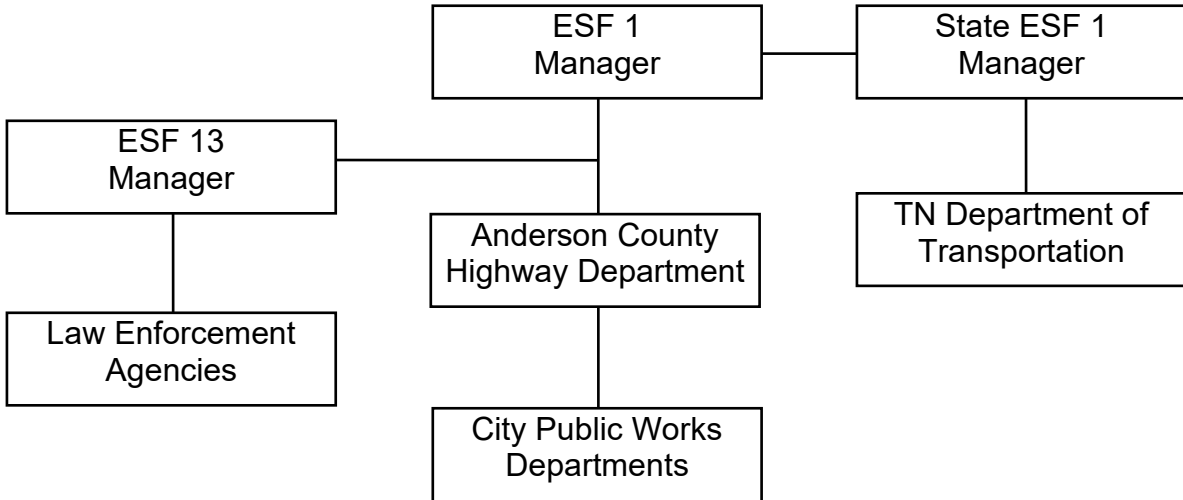 ESF 1
Manager
State ESF 1
Manager
ESF 13
Manager
Anderson County
Highway Department
TN Department of
Transportation
Law Enforcement
Agencies
City Public Works
Departments